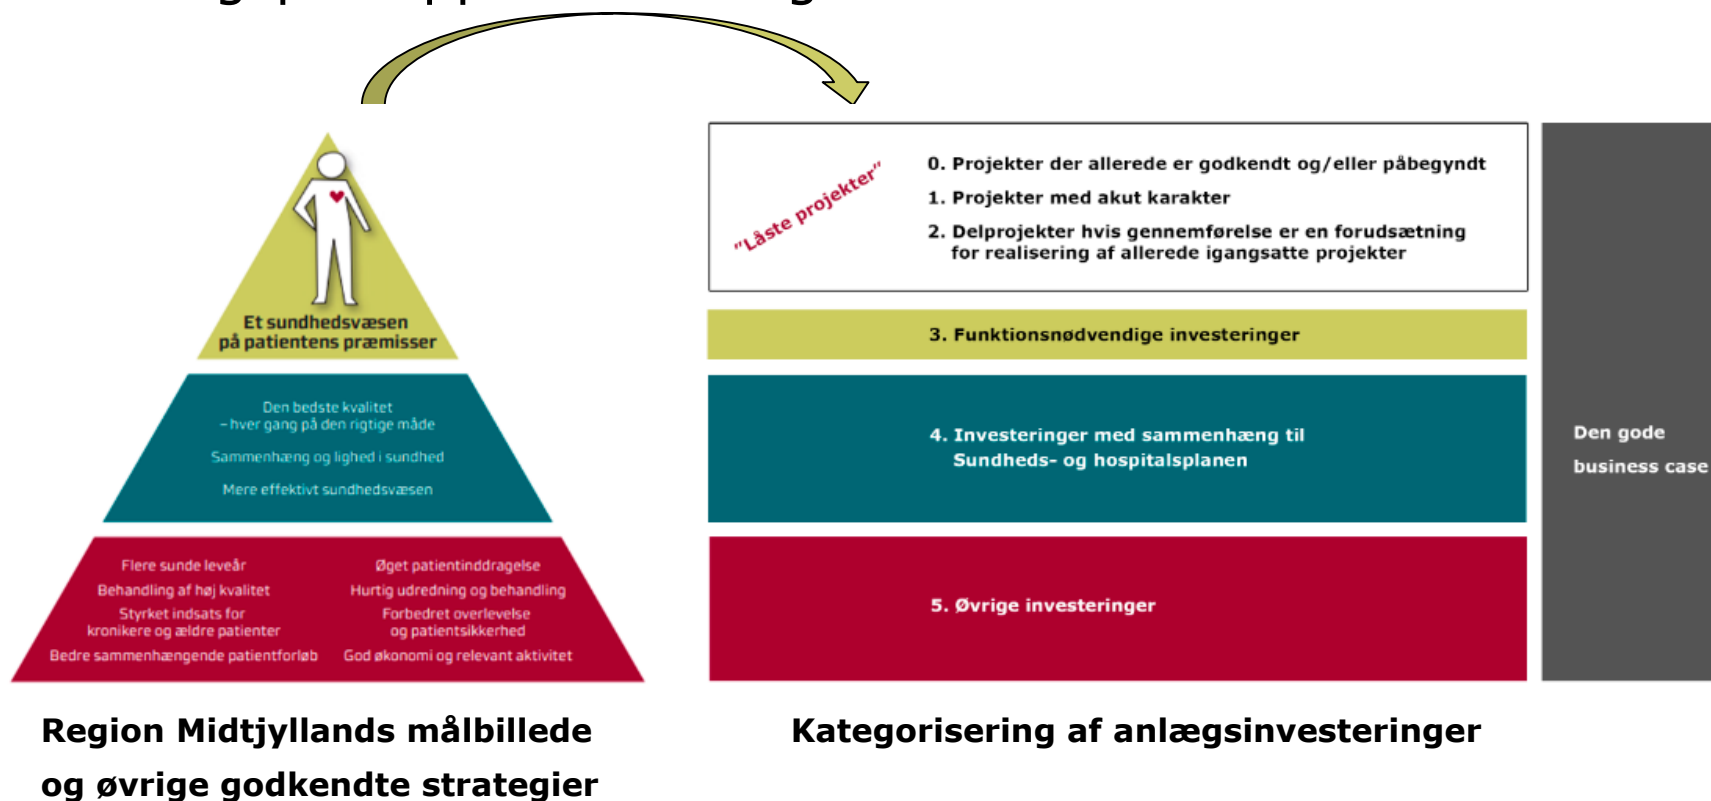 Et sundhedsvæsen
på patientens præmisser
Den bedste kvalitet
– hver gang på den rigtige måde
Sammenhæng og lighed i sundhed
Mere effektivt sundhedsvæsen
Flere sunde leveår
Behandling af høj kvalitet
Styrket indsats for
kronikere og ældre patienter
Bedre sammenhængende patientforløb
Øget patientinddragelse
Hurtig udredning og behandling
Forbedret overlevelse
og patientsikkerhed
God økonomi og relevant aktivitet
Region Midtjyllands målbillede
og øvrige godkendte strategier
"Låste projekter"
0. Projekter der allerede er godkendt og/eller påbegyndt
1. Projekter med akut karakter
2. Delprojekter hvis gennemførelse er en forudsætning
for realisering af allerede igangsatte projekter
3. Funktionsnødvendige investeringer
4. Investeringer med sammenhæng til
Sundheds- og hospitalsplanen
5. Øvrige investeringer
Den gode
business case
Kategorisering af anlægsinvesteringer